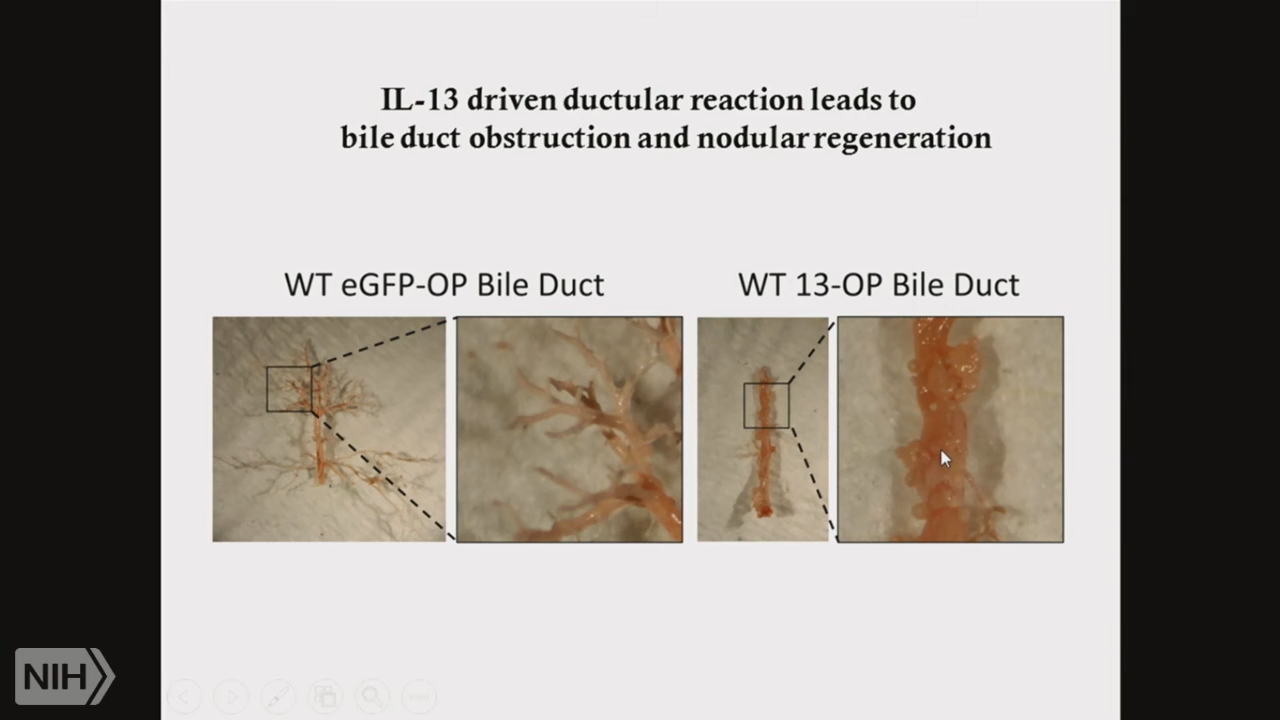 IL-13 driven ductular reaction leads to
bile duct obstruction and nodular regeneration
WT eGFP-OP Bile Duct
WT 13-OP Bile Duct
NIH